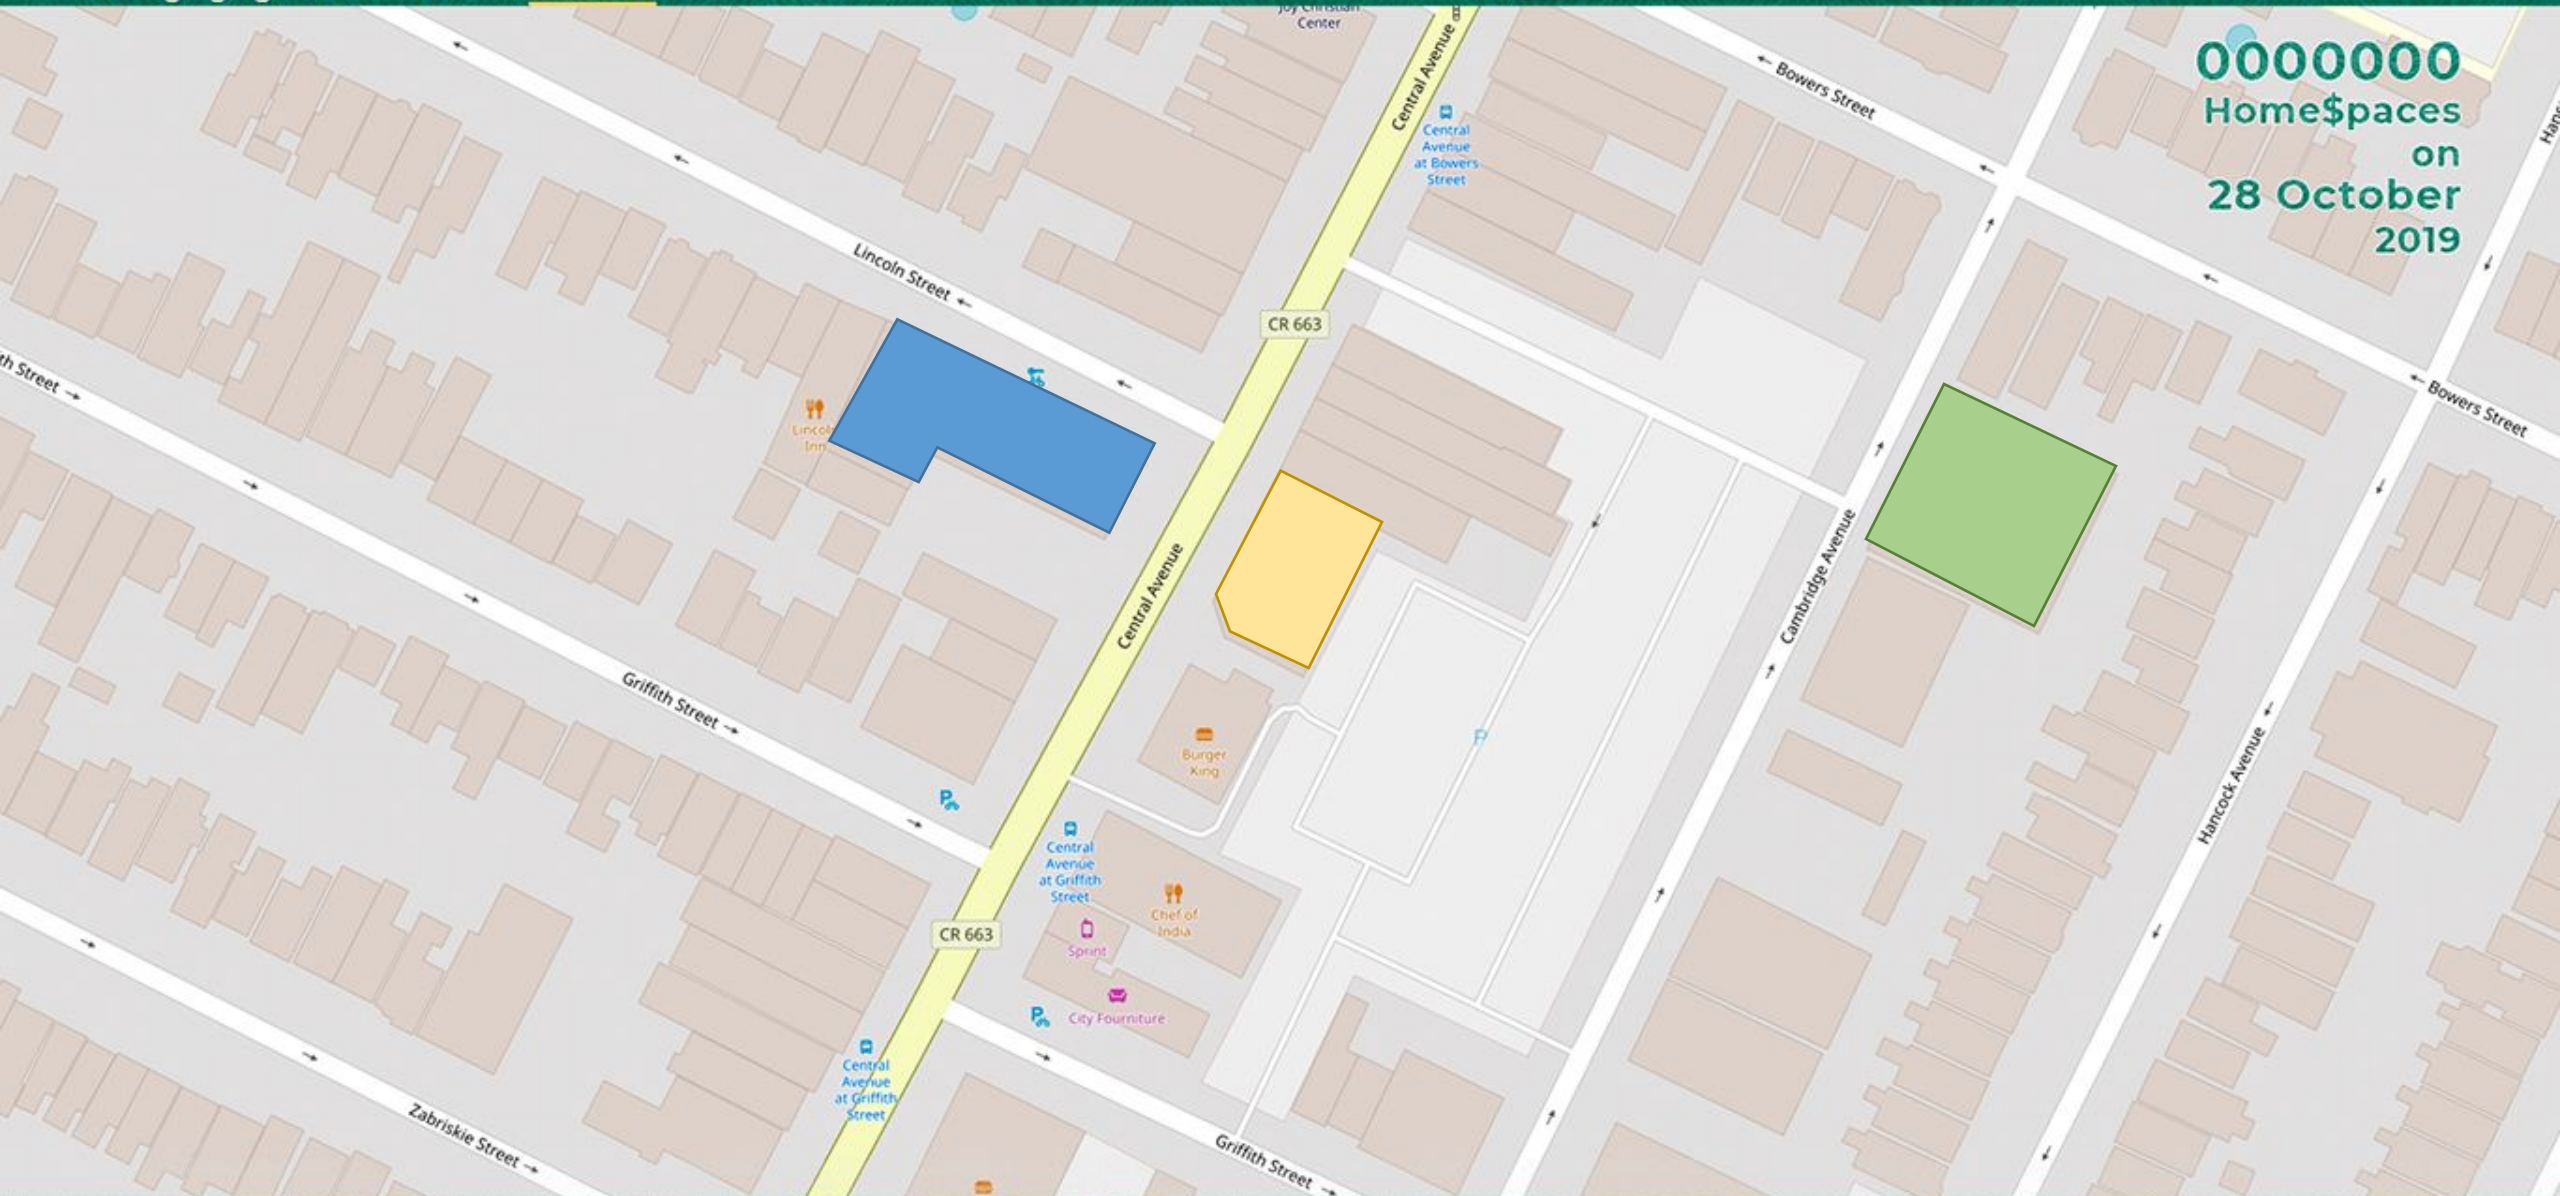 Joy Christian
Center
Central Avenue
Bowers Street
0000000
Home$paces
on
28 October
2019
Central
Avenue
at Bowers
Street
Lincoln Street
CR 663
Bowers Street
Inn
Central Avenue
Cambridge Avenue
Griffith Street
Burger
King
P
Hancock Avenue
P
Central
Avenue
at Griffith
Street
Chef of
India
CR 663
Sprint
P
City Fourniture
Central
Avenue
at Griffith
Street
Zabriskie Street
Griffith Street